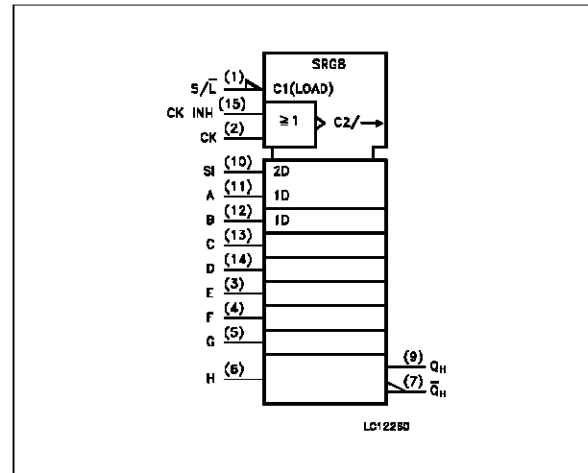 SRG8
S/L̅ (1) C1(LOAD)
CK INH (15) ≥1 C2/→
CK (2)
SI (10) 2D
A (11) 1D
B (12) 1D
C (13)
D (14)
E (3)
F (4)
G (5)
(9) QH
H (6) (7) Q̅H
LC12260